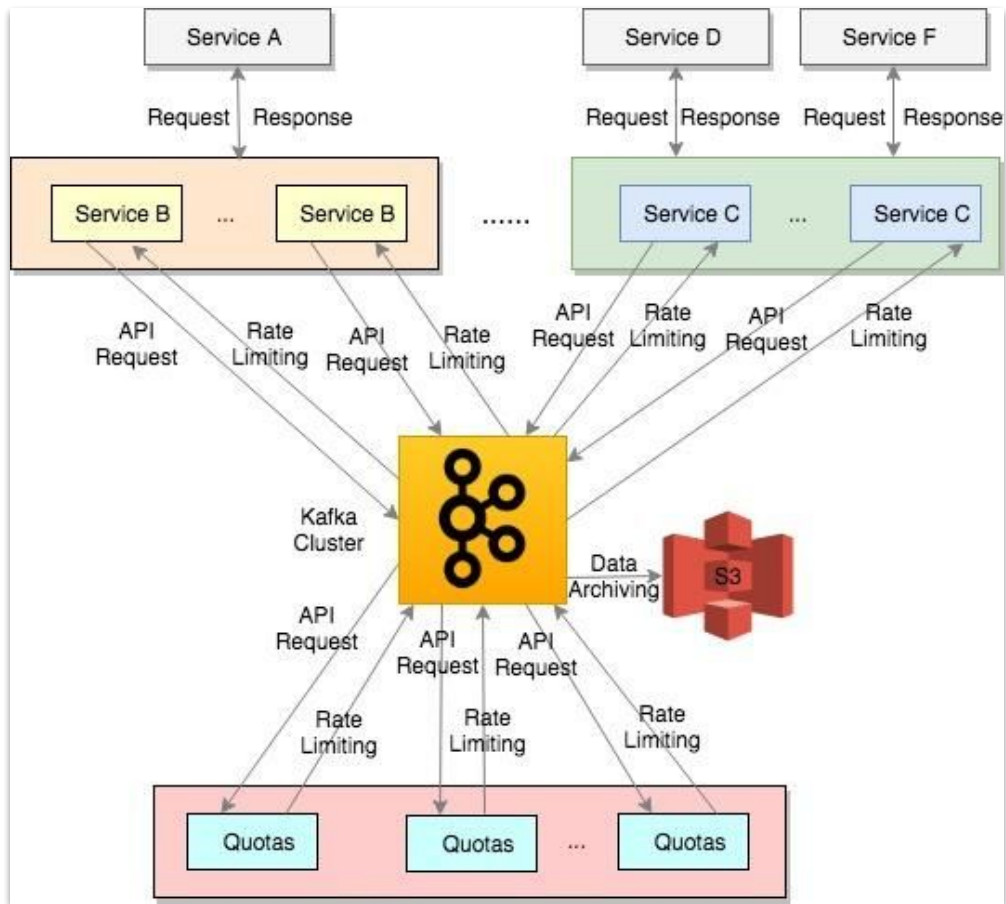 Service A
Service D
Service F
Request
Response
Request
Response
Request
Response
Service B
...
Service B
......
Service C
...
Service C
API
Request
Rate
Limiting
API
Request
Rate
Limiting
API
Request
Rate
Limiting
API
Request
Rate
Limiting
Kafka
Cluster
Data
Archiving
S3
API
Request
API
Request
API
Request
Rate
Limiting
Rate
Limiting
Rate
Limiting
Quotas
Quotas
...
Quotas